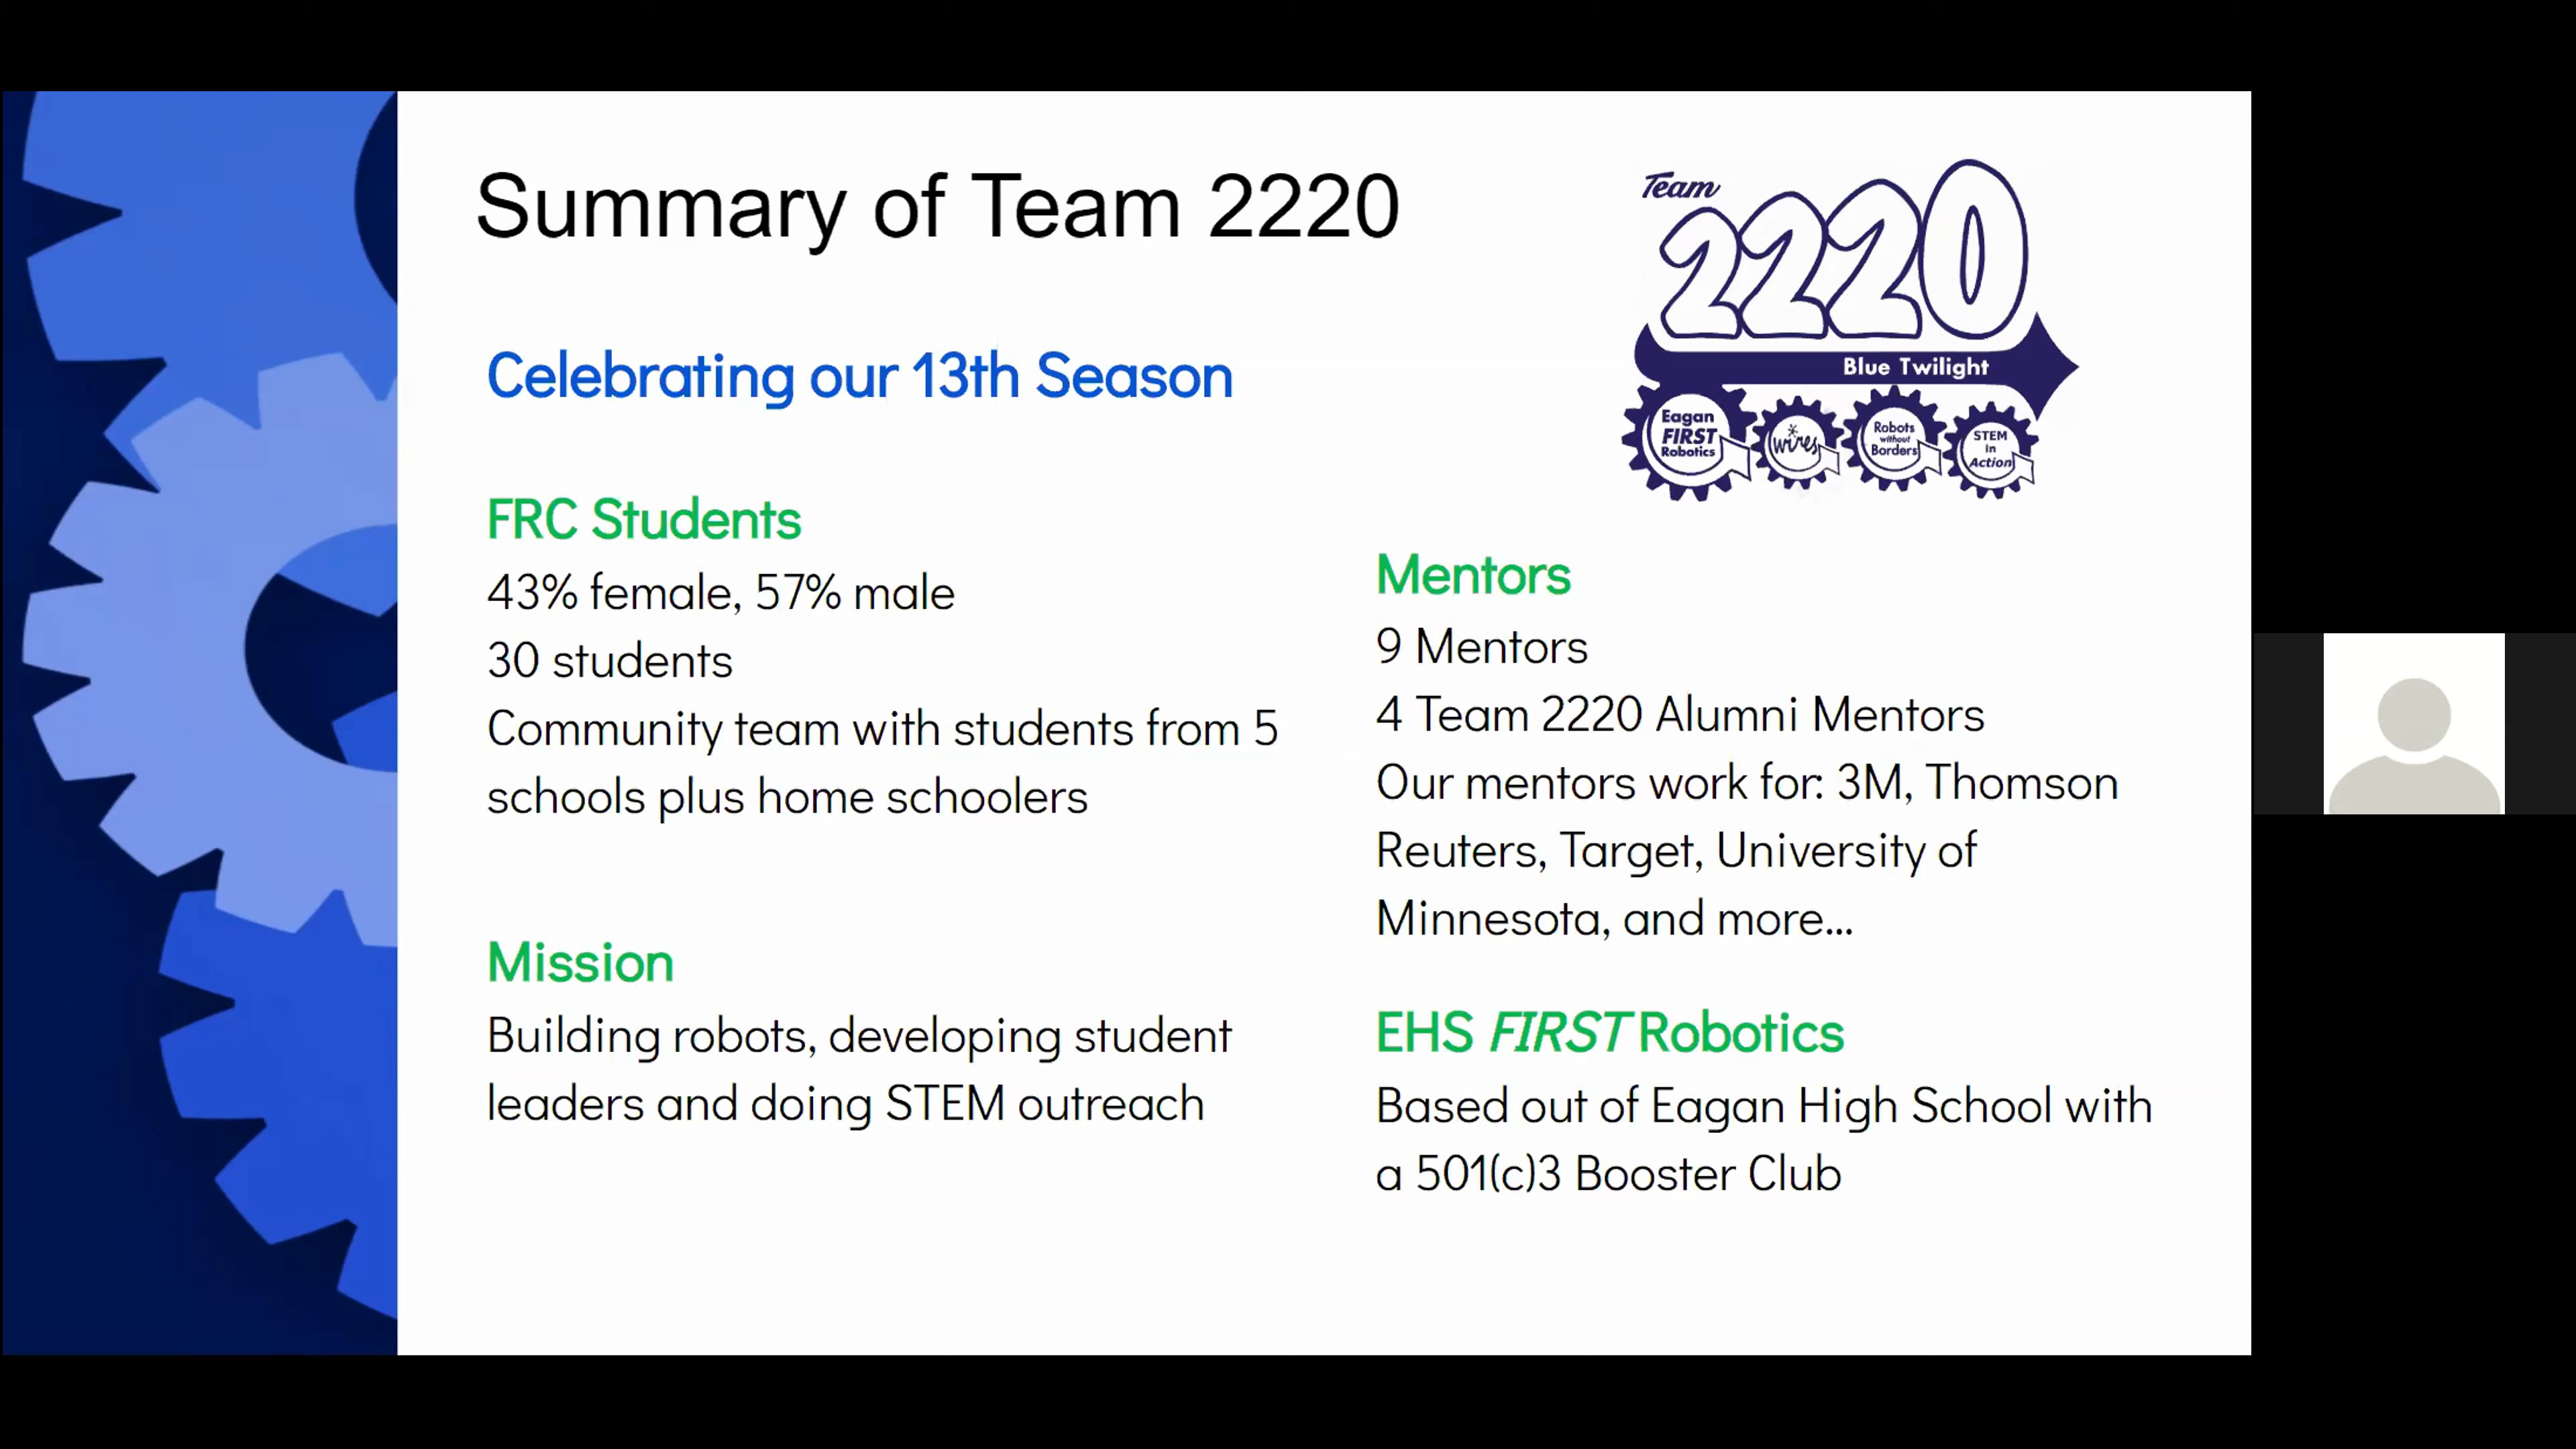 Summary of Team 2220
Team
2220
Blue Twilight
Eagan
FIRST
Robotics
wires
Robots
without
Borders
STEM
in
Action
Celebrating our 13th Season
FRC Students
43% female, 57% male
30 students
Community team with students from 5
schools plus home schoolers
Mission
Building robots, developing student
leaders and doing STEM outreach
Mentors
9 Mentors
4 Team 2220 Alumni Mentors
Our mentors work for: 3M, Thomson
Reuters, Target, University of
Minnesota, and more...
EHS FIRST Robotics
Based out of Eagan High School with
a 501(c)3 Booster Club